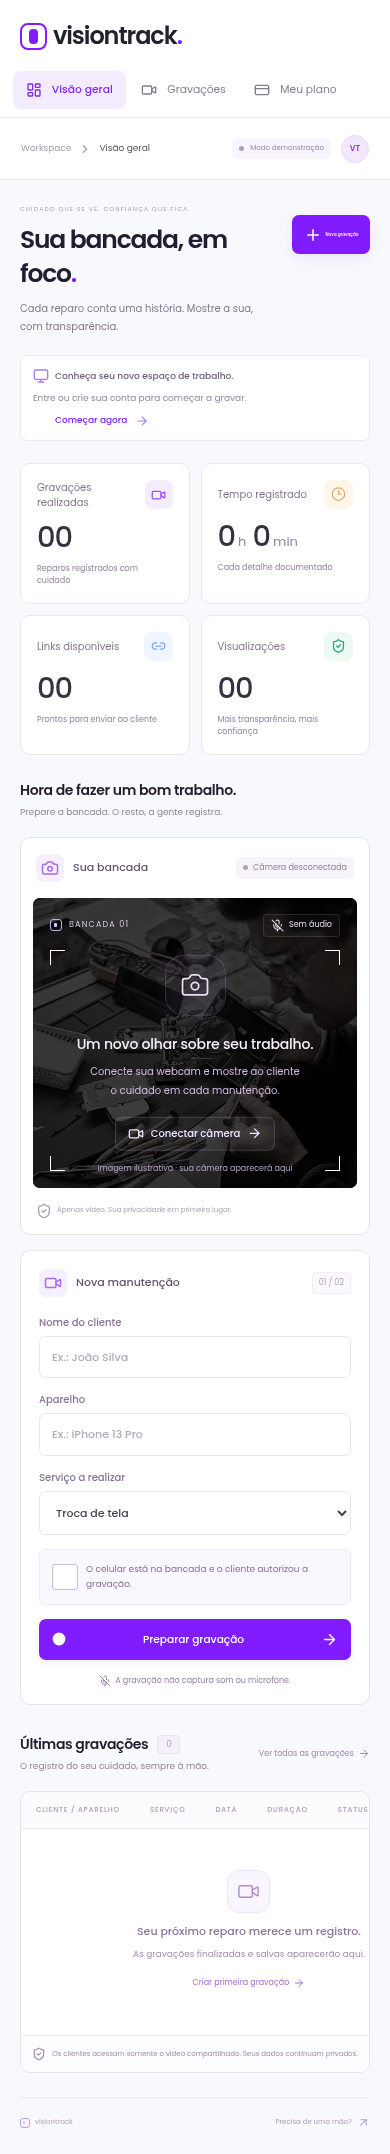 visiontrack.
Visão geral
Gravações
Meu plano
Workspace > Visão geral
Modo demonstração
VT
CUIDADO QUE SE VÊ. CONFIANÇA QUE FICA.
Sua bancada, em
foco.
Nova gravação
Cada reparo conta uma história. Mostre a sua,
com transparência.
Conheça seu novo espaço de trabalho.
Entre ou crie sua conta para começar a gravar.
Começar agora
Gravações
realizadas
00
Reparos registrados com
cuidado
Tempo registrado
0 h 0 min
Cada detalhe documentado
Links disponíveis
00
Prontos para enviar ao cliente
Visualizações
00
Mais transparência, mais
confiança
Hora de fazer um bom trabalho.
Prepare a bancada. O resto, a gente registra.
Sua bancada
Câmera desconectada
BANCADA 01
Sem áudio
Um novo olhar sobre seu trabalho.
Conecte sua webcam e mostre ao cliente
o cuidado em cada manutenção.
Conectar câmera
Imagem ilustrativa · sua câmera aparecerá aqui
Apenas vídeo. Sua privacidade em primeiro lugar.
Nova manutenção
01 / 02
Nome do cliente
Ex.: João Silva
Aparelho
Ex.: iPhone 13 Pro
Serviço a realizar
Troca de tela
O celular está na bancada e o cliente autorizou a
gravação.
Preparar gravação
A gravação não captura som ou microfone.
Últimas gravações
0
O registro do seu cuidado, sempre à mão.
Ver todas as gravações
CLIENTE / APARELHO
SERVIÇO
DATA
DURAÇÃO
STATUS
Seu próximo reparo merece um registro.
As gravações finalizadas e salvas aparecerão aqui.
Criar primeira gravação
Os clientes acessam somente o vídeo compartilhado. Seus dados continuam privados.
visiontrack
Precisa de uma mão?